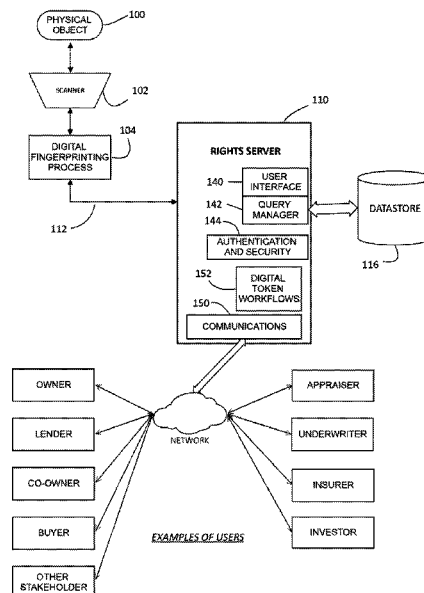 PHYSICAL
OBJECT
100
SCANNER
102
104
DIGITAL
FINGERPRINTING
PROCESS
112
110
RIGHTS SERVER
140
USER
INTERFACE
142
QUERY
MANAGER
144
AUTHENTICATION
AND SECURITY
152
DIGITAL
TOKEN
WORKFLOWS
150
COMMUNICATIONS
DATASTORE
116
NETWORK
OWNER
LENDER
CO-OWNER
BUYER
OTHER
STAKEHOLDER
APPRAISER
UNDERWRITER
INSURER
INVESTOR
EXAMPLES OF USERS